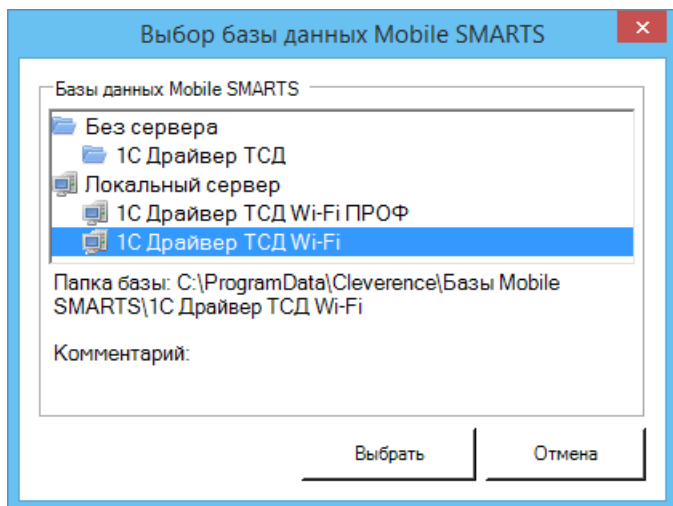 Выбор базы данных Mobile SMARTS
Базы данных Mobile SMARTS
Без сервера
1С Драйвер ТСД
Локальный сервер
1С Драйвер ТСД Wi-Fi ПРОФ
1С Драйвер ТСД Wi-Fi
Папка базы: C:\ProgramData\Cleverence\Базы Mobile
SMARTS\1С Драйвер ТСД Wi-Fi
Комментарий:
Выбрать Отмена